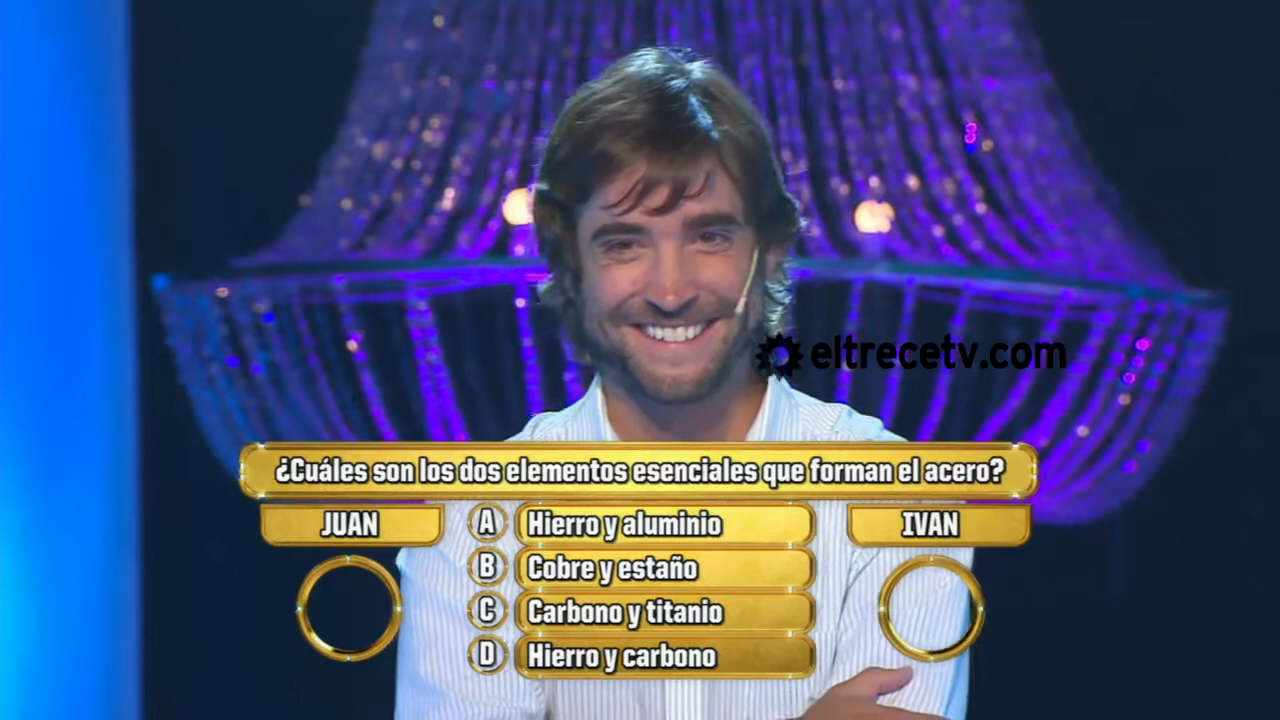 eltrecetv.com
¿Cuáles son los dos elementos esenciales que forman el acero?
JUAN
IVAN
A Hierro y aluminio
B Cobre y estaño
C Carbono y titanio
D Hierro y carbono